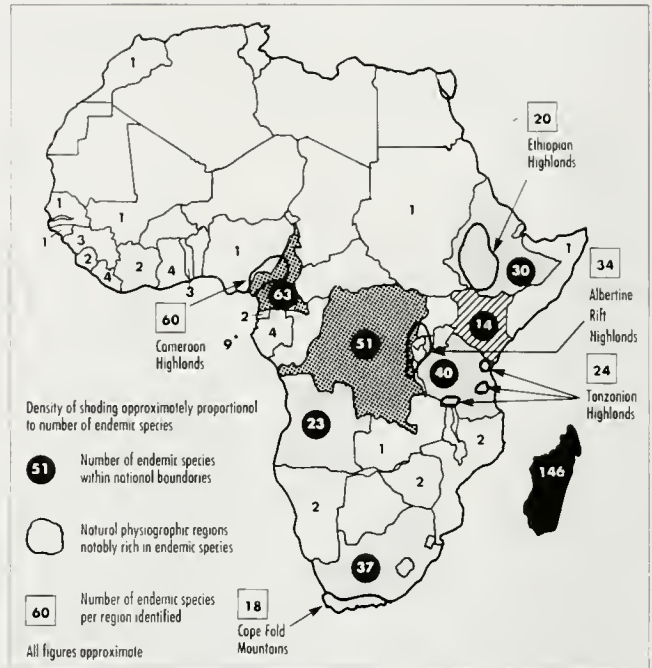 1
20
Ethiopian
Highlands
1
1
1
1
1
3
2
4
2
4
3
1
30
34
Albertine
Rift
Highlands
63
60
Cameroon
Highlands
2
9
4
14
51
40
24
Tanzanian
Highlands
Density of shading approximately proportional
to number of endemic species
51
Number of endemic species
within national boundaries
23
1
2
146
2
2
Natural physiographic regions
notably rich in endemic species
37
60
Number of endemic species
per region identified
18
Cape Fold
Mountains
All figures approximate